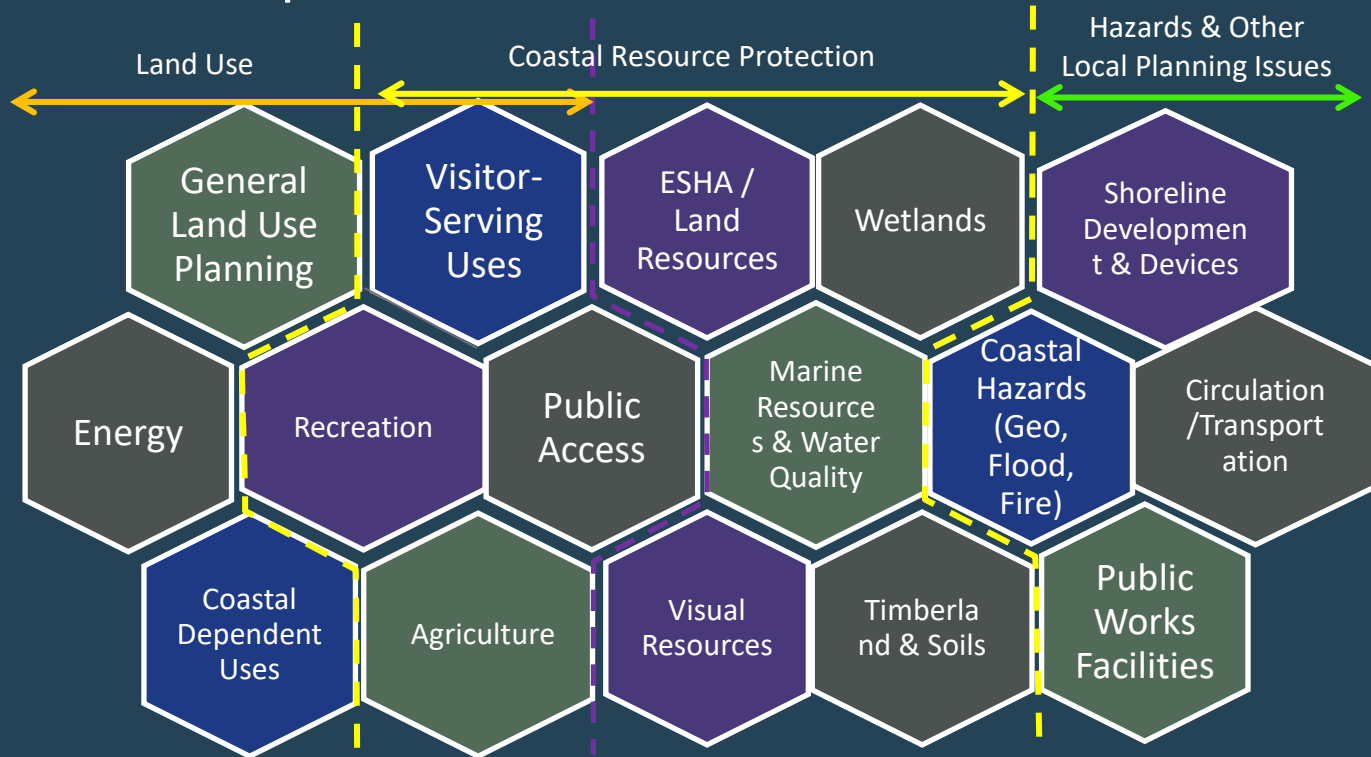 Land Use
Coastal Resource Protection
Hazards & Other
Local Planning Issues
General
Land Use
Planning
Visitor-
Serving
Uses
ESHA /
Land
Resources
Wetlands
Shoreline
Developmen
t & Devices
Energy
Recreation
Public
Access
Marine
Resource
s & Water
Quality
Coastal
Hazards
(Geo,
Flood,
Fire)
Circulation
/Transport
ation
Coastal
Dependent
Uses
Agriculture
Visual
Resources
Timberla
nd & Soils
Public
Works
Facilities